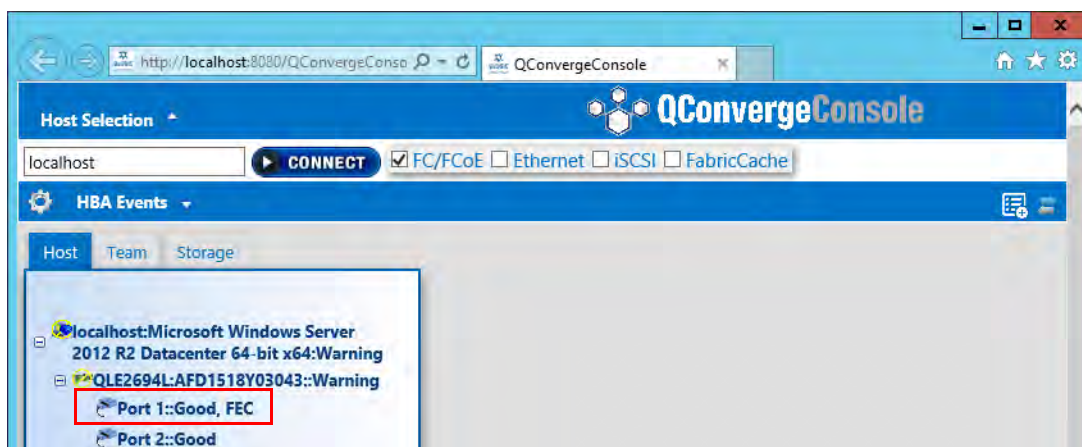 http://localhost:8080/QConvergeConso
QConvergeConsole
Host Selection
QConvergeConsole
localhost
CONNECT
FC/FCoE
Ethernet
iSCSI
FabricCache
HBA Events
Host
Team
Storage
localhost:Microsoft Windows Server
2012 R2 Datacenter 64-bit x64:Warning
QLE2694L:AFD1518Y03043::Warning
Port 1::Good, FEC
Port 2::Good